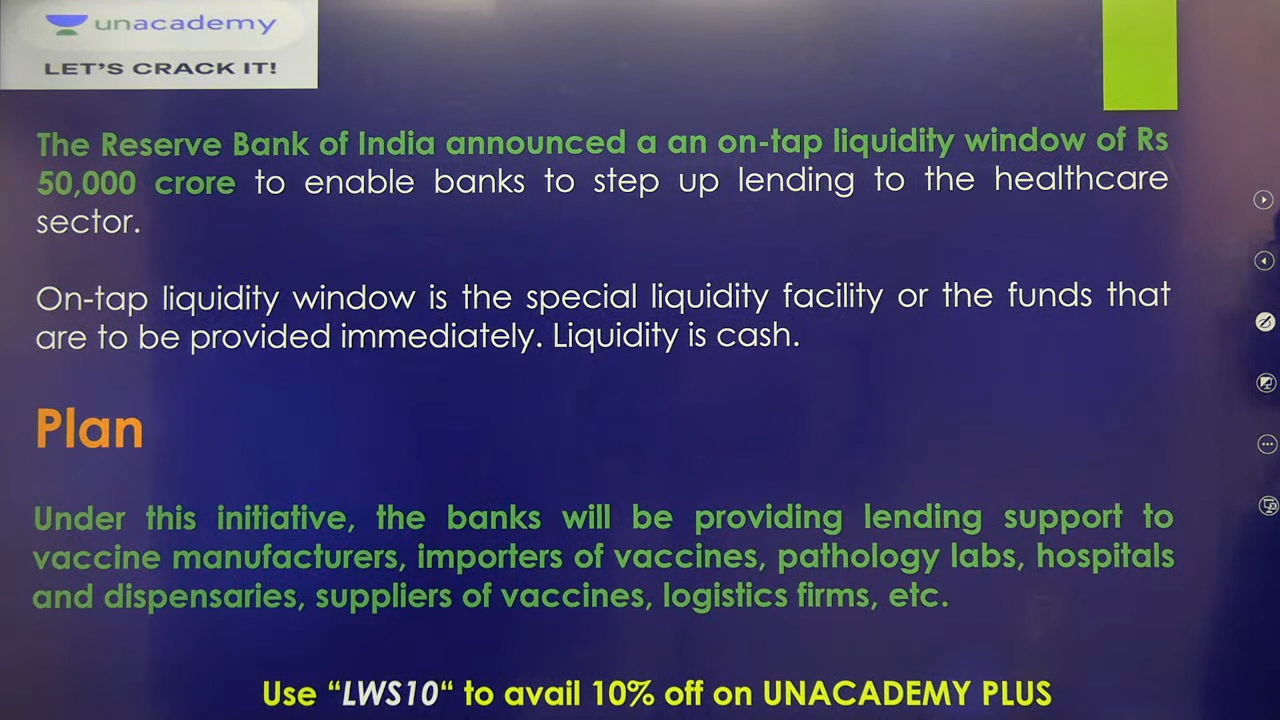 unacademy
LET'S CRACK IT!
The Reserve Bank of India announced a an on-tap liquidity window of Rs
50,000 crore to enable banks to step up lending to the healthcare
sector.
On-tap liquidity window is the special liquidity facility or the funds that
are to be provided immediately. Liquidity is cash.
Plan
Under this initiative, the banks will be providing lending support to
vaccine manufacturers, importers of vaccines, pathology labs, hospitals
and dispensaries, suppliers of vaccines, logistics firms, etc.
Use “LWS10“ to avail 10% off on UNACADEMY PLUS